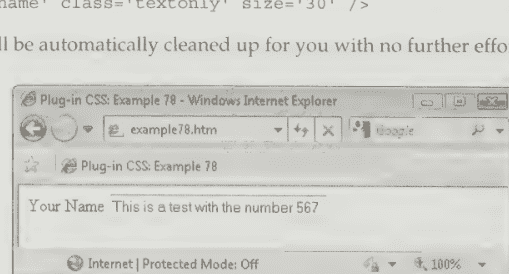 name' class='textonly' size='30' />
ll be automatically cleaned up for you with no further effo
Plug-in CSS: Example 78 - Windows Internet Explorer
example78.htm Google
Plug-in CSS: Example 78
Your Name This is a test with the number 567
Internet | Protected Mode: Off 100%